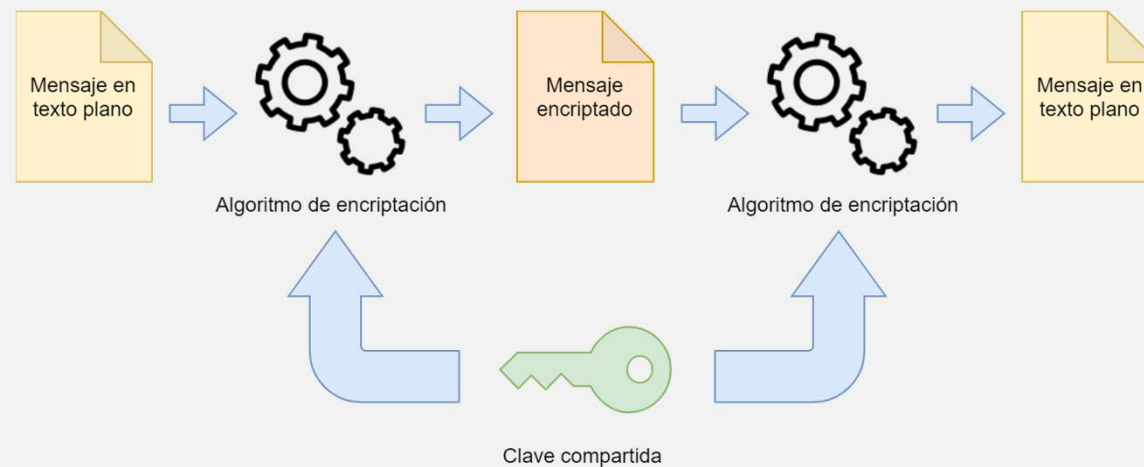 Mensaje en
texto plano
Mensaje
encriptado
Mensaje en
texto plano
Algoritmo de encriptación
Algoritmo de encriptación
Clave compartida